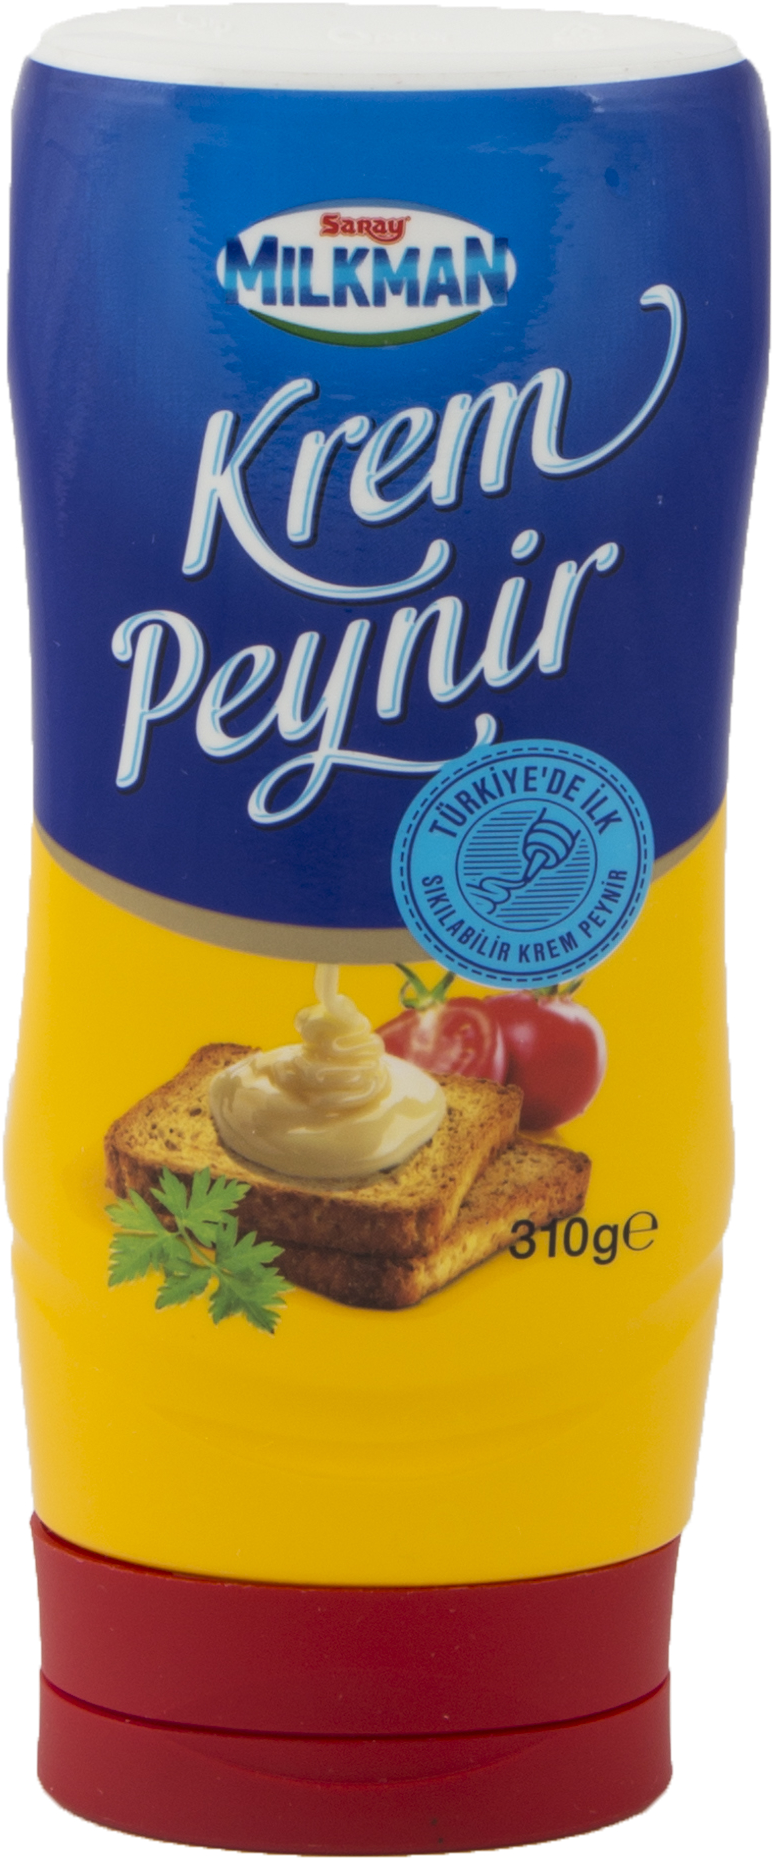 Saray
MILKMAN
Krem
Peynir
TÜRKİYE'DE İLK
SIKILABİLİR KREM PEYNİR
310g℮